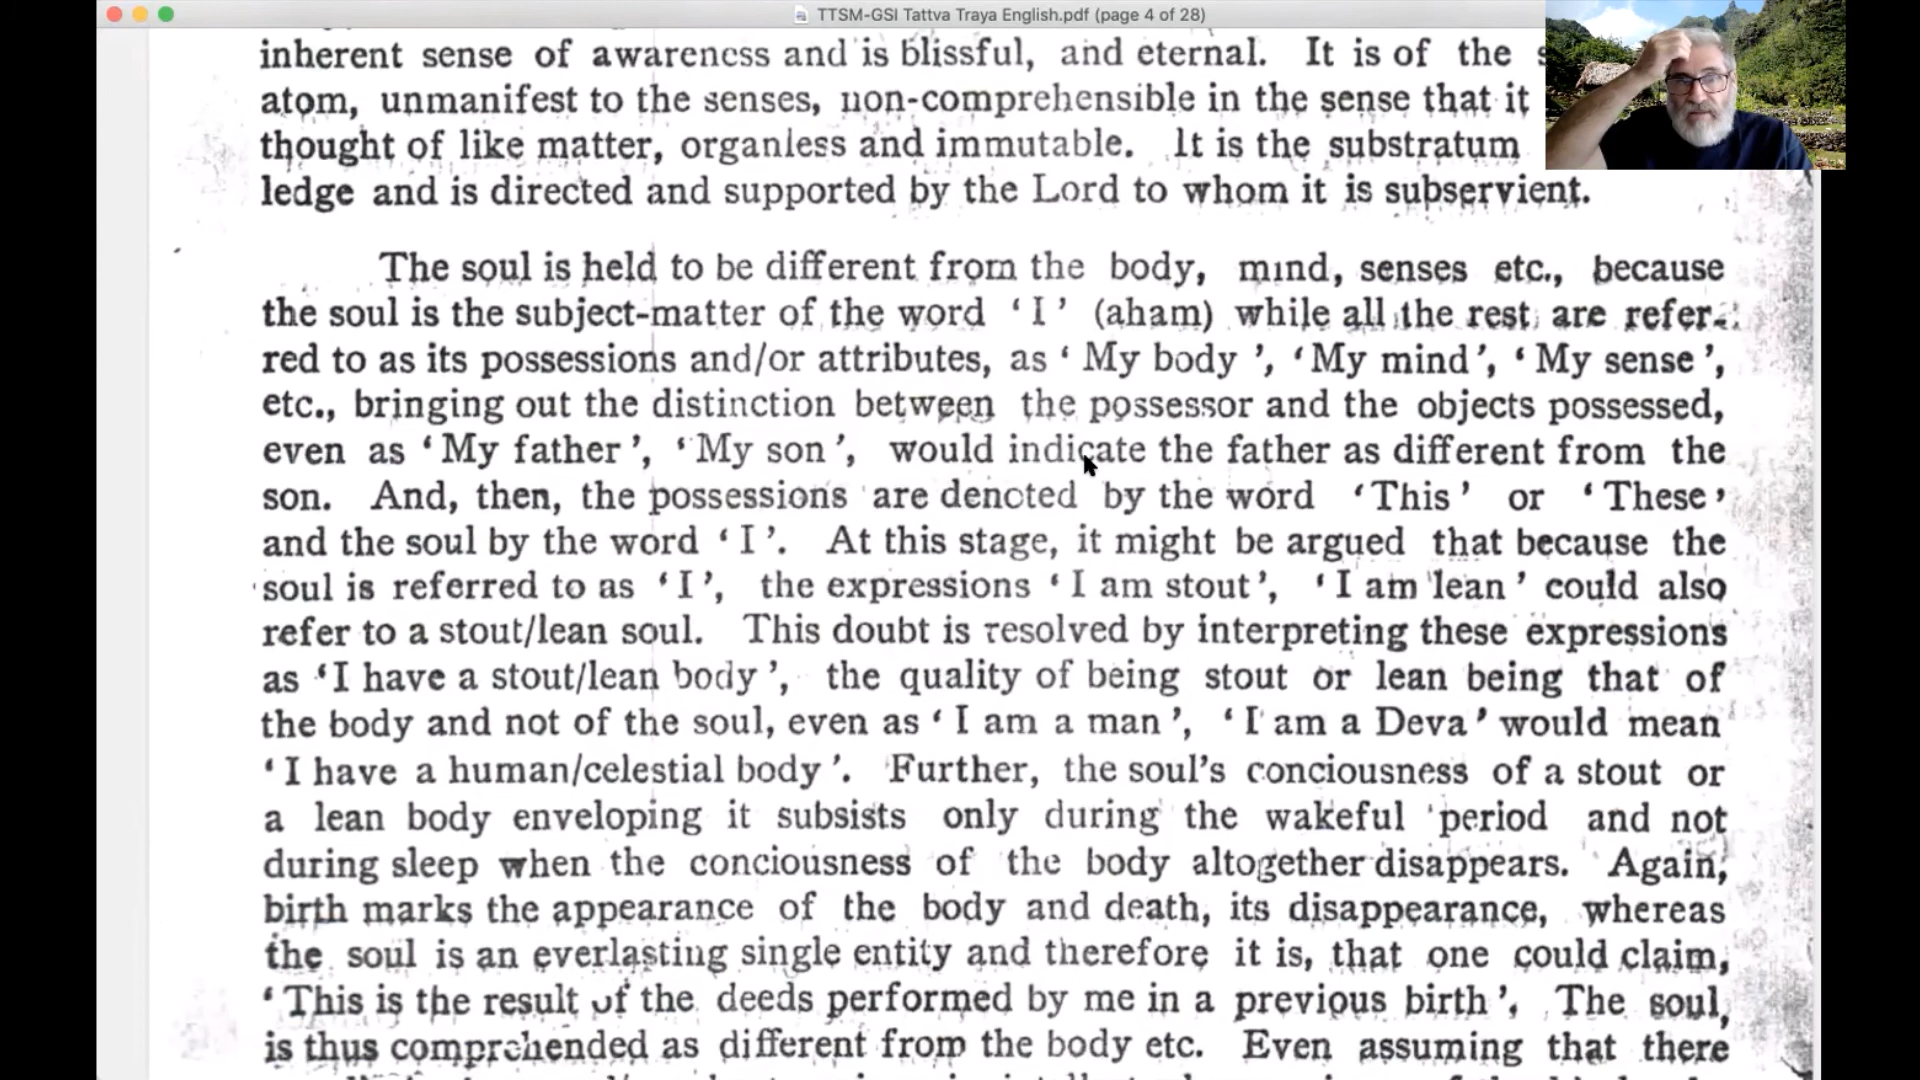 TTSM-GSI Tattva Traya English.pdf (page 4 of 28)
inherent sense of awareness and is blissful, and eternal. It is of the
atom, unmanifest to the senses, non-comprehensible in the sense that it
thought of like matter, organless and immutable. It is the substratum
ledge and is directed and supported by the Lord to whom it is subservient.
The soul is held to be different from the body, mind, senses etc., because
the soul is the subject-matter of the word ‘I’ (aham) while all the rest are refer-
red to as its possessions and/or attributes, as ‘My body’, ‘My mind’, ‘My sense’,
etc., bringing out the distinction between the possessor and the objects possessed,
even as ‘My father’, ‘My son’, would indicate the father as different from the
son. And, then, the possessions are denoted by the word ‘This’ or ‘These’
and the soul by the word ‘I’. At this stage, it might be argued that because the
soul is referred to as ‘I’, the expressions ‘I am stout’, ‘I am lean’ could also
refer to a stout/lean soul. This doubt is resolved by interpreting these expressions
as ‘I have a stout/lean body’, the quality of being stout or lean being that of
the body and not of the soul, even as ‘I am a man’, ‘I am a Deva’ would mean
‘I have a human/celestial body’. Further, the soul's conciousness of a stout or
a lean body enveloping it subsists only during the wakeful period and not
during sleep when the conciousness of the body altogether disappears. Again,
birth marks the appearance of the body and death, its disappearance, whereas
the soul is an everlasting single entity and therefore it is, that one could claim,
‘This is the result of the deeds performed by me in a previous birth’. The soul,
is thus comprehended as different from the body etc. Even assuming that there